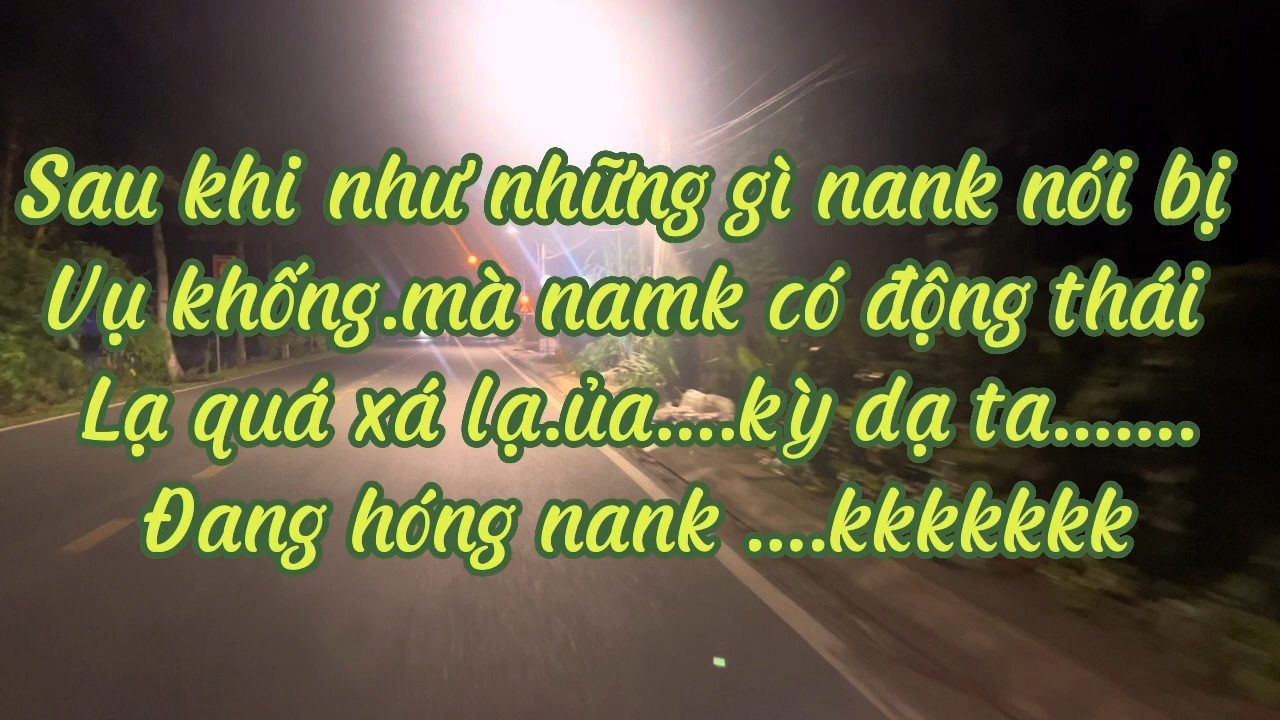 Sau khi như những gì nank nói bị
Vụ khống.mà namk có động thái
Lạ quá xá lạ.ủa....kỳ dạ ta.......
Đang hóng nank ....kkkkkkk